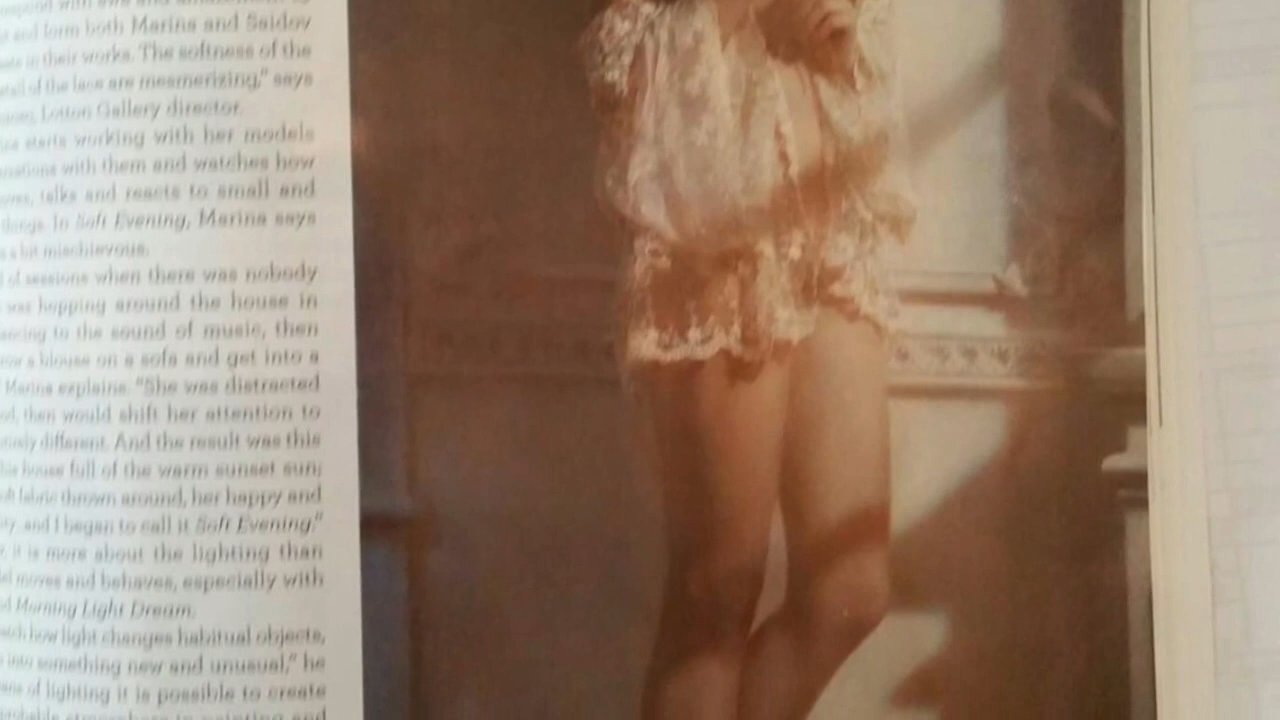 and form both Marina and Saidov
in their works. The softness of the
of the lace are mesmerizing," says
Lotton Gallery director.
starts working with her models
with them and watches how
talks and reacts to small and
things. In Soft Evening, Marina says
a bit mischievous.
of sessions when there was nobody
was hopping around the house in
to the sound of music, then
a blouse on a sofa and get into a
Marina explains. "She was distracted
then would shift her attention to
different. And the result was this
house full of the warm sunset sun;
fabric thrown around, her happy and
and I began to call it Soft Evening."
it is more about the lighting than
moves and behaves, especially with
Morning Light Dream.
how light changes habitual objects,
into something new and unusual," he
of lighting it is possible to create
atmosphere in painting and